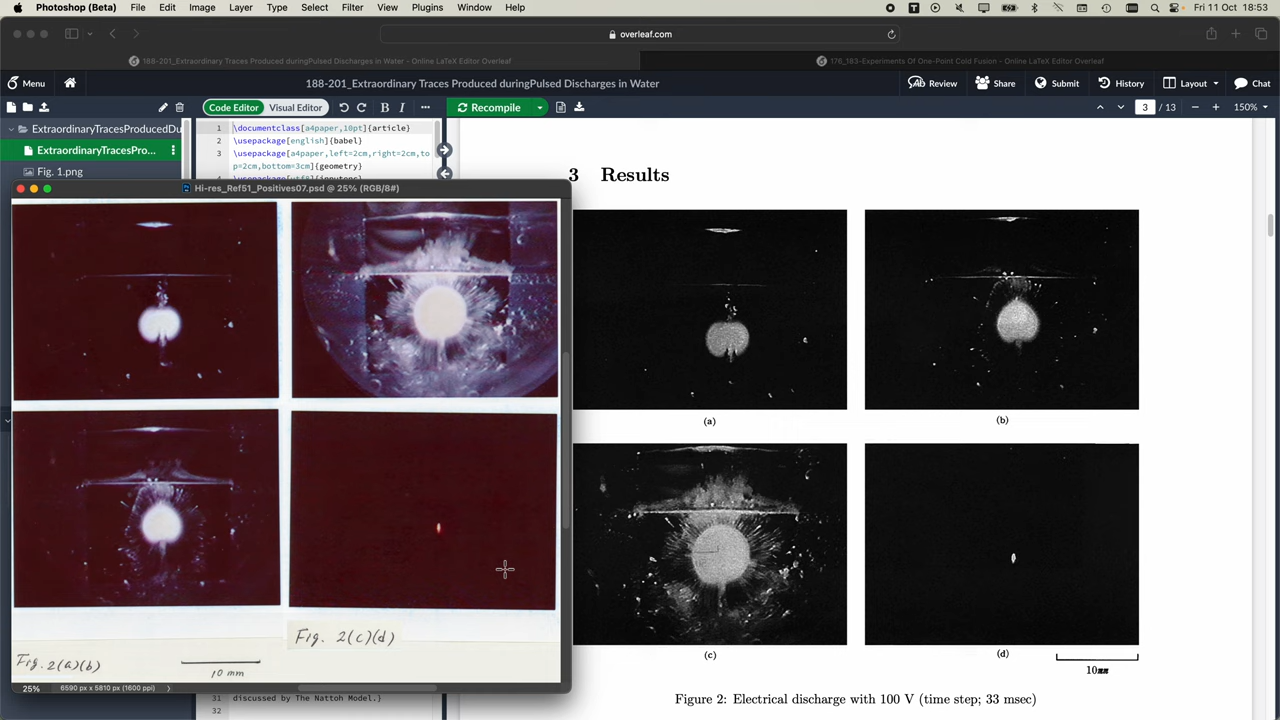 Photoshop (Beta) File Edit Image Layer Type Select Filter View Plugins Window Help Fri 11 Oct 18:53
overleaf.com
188-201_Extraordinary Traces Produced duringPulsed Discharges in Water - Online LaTeX Editor Overleaf
176_183-Experiments Of One-Point Cold Fusion - Online LaTeX Editor Overleaf
Menu
188-201_Extraordinary Traces Produced duringPulsed Discharges in Water
Review Share Submit History Layout Chat
Code Editor Visual Editor B I Recompile 3 / 13 150%
ExtraordinaryTracesProducedDu
ExtraordinaryTracesPro...
Fig. 1.png
1 \documentclass[a4paper,10pt]{article}
2 \usepackage[english]{babel}
3 \usepackage[a4paper,left=2cm,right=2cm,to
p=2cm,bottom=3cm]{geometry}
Hi-res_Ref51_Positives07.psd @ 25% (RGB/8#)
Fig. 2(c)(d)
Fig. 2(a)(b)
10 mm
25% 6590 px x 5810 px (1600 ppi)
31 discussed by The Nattoh Model.}
32
3 Results
(a)
(b)
(c)
(d)
10mm
Figure 2: Electrical discharge with 100 V (time step; 33 msec)